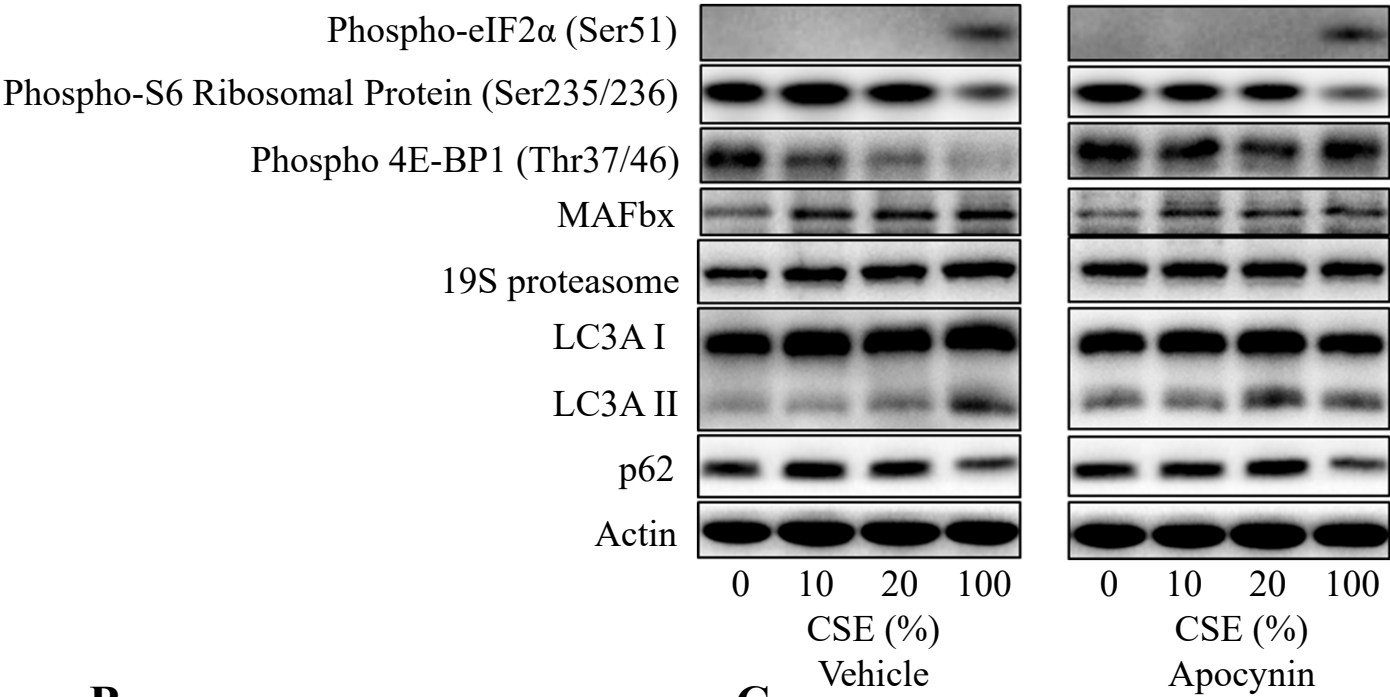 Phospho-eIF2α (Ser51)
Phospho-S6 Ribosomal Protein (Ser235/236)
Phospho 4E-BP1 (Thr37/46)
MAFbx
19S proteasome
LC3A I
LC3A II
p62
Actin
0 10 20 100 0 10 20 100
CSE (%) CSE (%)
Vehicle Apocynin